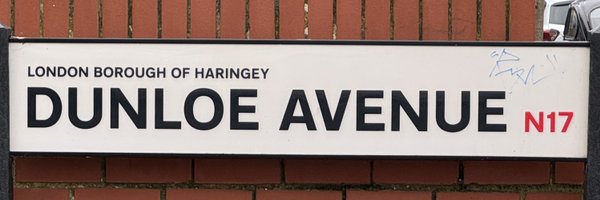 LONDON BOROUGH OF HARINGEY
DUNLOE AVENUE N17